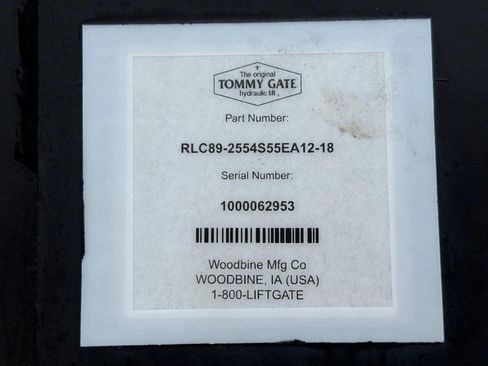 The original
TOMMY GATE
hydraulic lift
Part Number:
RLC89-2554S55EA12-18
Serial Number:
1000062953
Woodbine Mfg Co
WOODBINE, IA (USA)
1-800-LIFTGATE